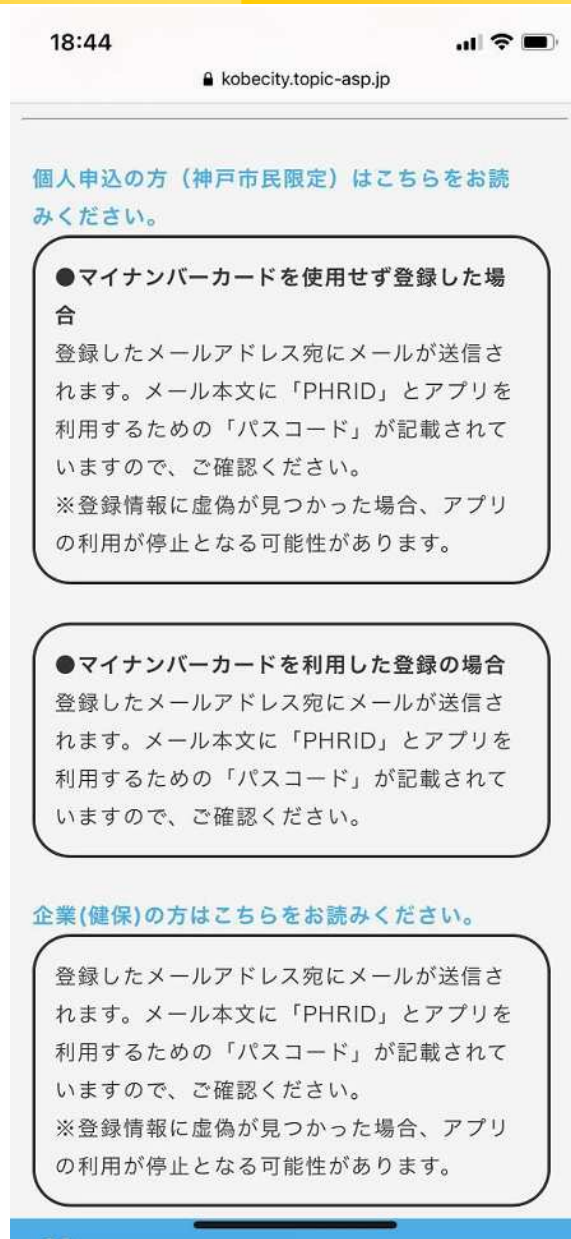 18:44
kobecity.topic-asp.jp
個人申込の方（神戸市民限定）はこちらをお読
みください。
●マイナンバーカードを使用せず登録した場
合
登録したメールアドレス宛にメールが送信さ
れます。メール本文に「PHRID」とアプリを
利用するための「パスコード」が記載されて
いますので、ご確認ください。
※登録情報に虚偽が見つかった場合、アプリ
の利用が停止となる可能性があります。
●マイナンバーカードを利用した登録の場合
登録したメールアドレス宛にメールが送信さ
れます。メール本文に「PHRID」とアプリを
利用するための「パスコード」が記載されて
いますので、ご確認ください。
企業(健保)の方はこちらをお読みください。
登録したメールアドレス宛にメールが送信さ
れます。メール本文に「PHRID」とアプリを
利用するための「パスコード」が記載されて
いますので、ご確認ください。
※登録情報に虚偽が見つかった場合、アプリ
の利用が停止となる可能性があります。